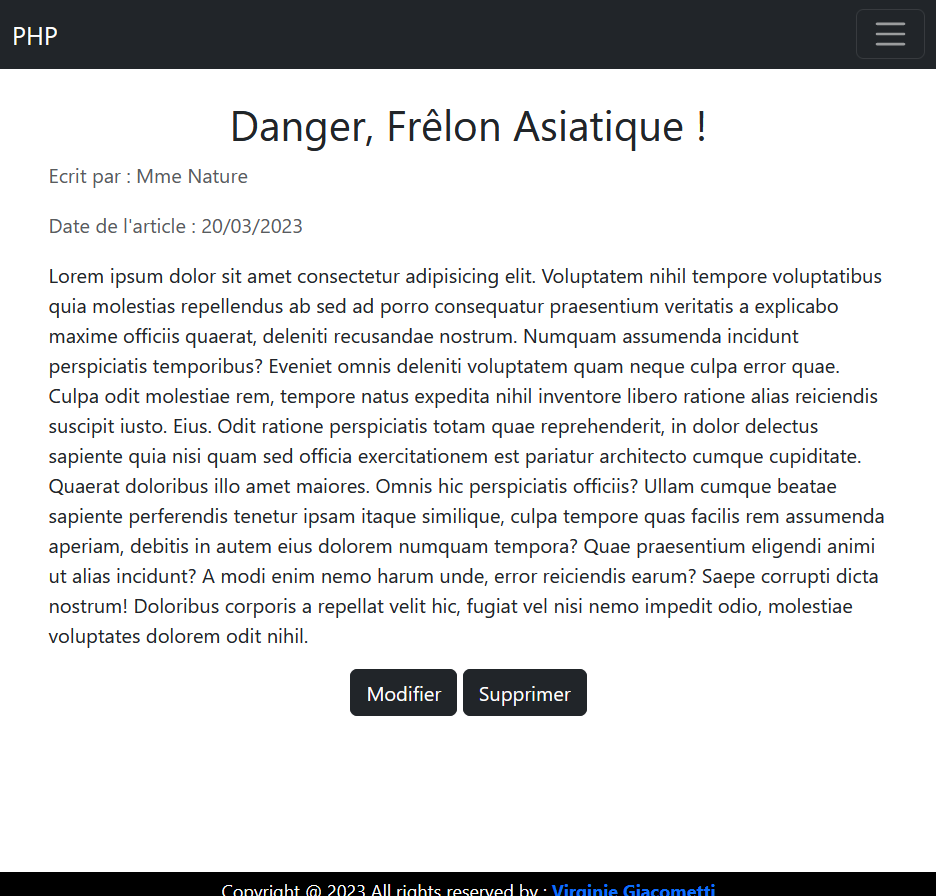 PHP
Danger, Frêlon Asiatique !
Ecrit par : Mme Nature
Date de l'article : 20/03/2023
Lorem ipsum dolor sit amet consectetur adipisicing elit. Voluptatem nihil tempore voluptatibus
quia molestias repellendus ab sed ad porro consequatur praesentium veritatis a explicabo
maxime officiis quaerat, deleniti recusandae nostrum. Numquam assumenda incidunt
perspiciatis temporibus? Eveniet omnis deleniti voluptatem quam neque culpa error quae.
Culpa odit molestiae rem, tempore natus expedita nihil inventore libero ratione alias reiciendis
suscipit iusto. Eius. Odit ratione perspiciatis totam quae reprehenderit, in dolor delectus
sapiente quia nisi quam sed officia exercitationem est pariatur architecto cumque cupiditate.
Quaerat doloribus illo amet maiores. Omnis hic perspiciatis officiis? Ullam cumque beatae
sapiente perferendis tenetur ipsam itaque similique, culpa tempore quas facilis rem assumenda
aperiam, debitis in autem eius dolorem numquam tempora? Quae praesentium eligendi animi
ut alias incidunt? A modi enim nemo harum unde, error reiciendis earum? Saepe corrupti dicta
nostrum! Doloribus corporis a repellat velit hic, fugiat vel nisi nemo impedit odio, molestiae
voluptates dolorem odit nihil.
Modifier Supprimer
Copyright @ 2023 All rights reserved by : Virginie Giacometti